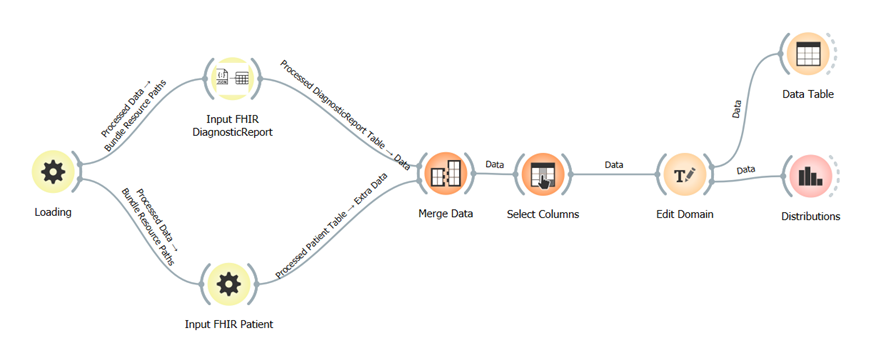 Processed Data →
Bundle Resource Paths
JSON
Input FHIR
DiagnosticReport
Processed DiagnosticReport Table → Data
Loading
Processed Data →
Bundle Resource Paths
Input FHIR Patient
Processed Patient Table → Extra Data
Merge Data
Data
Select Columns
Data
T
Edit Domain
Data
Data Table
Data
Distributions